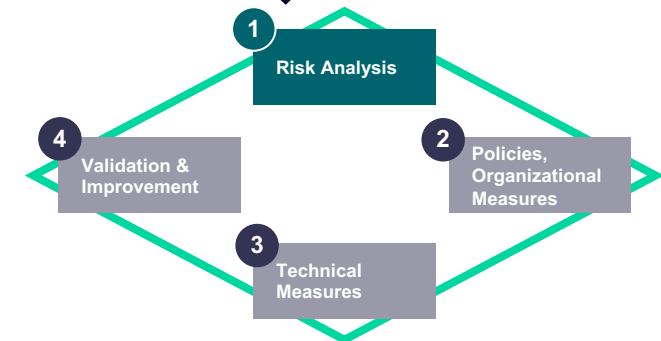 1
Risk Analysis
2
Policies,
Organizational
Measures
3
Technical
Measures
4
Validation &
Improvement